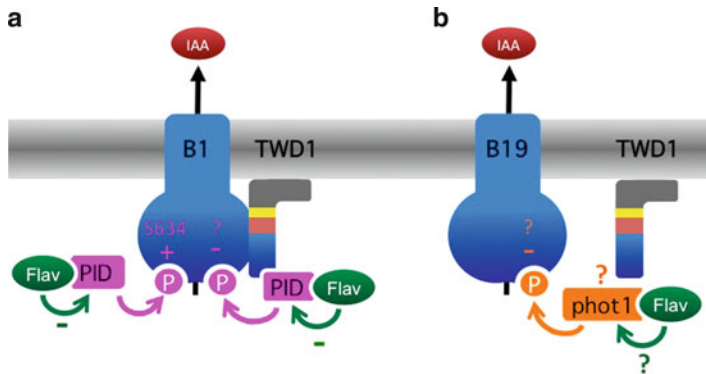 a
IAA
B1
TWD1
S634
+
?
-
P
P
Flav
PID
-
PID
Flav
-
b
IAA
B19
TWD1
?
-
P
?
phot1
Flav
?